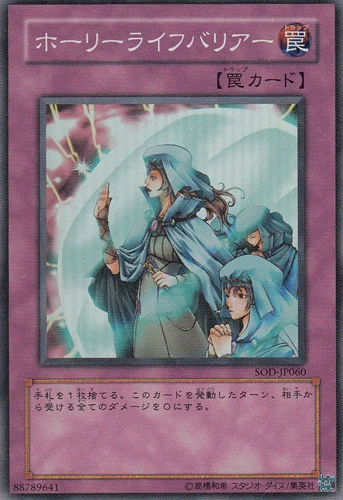 ホーリーライフバリアー
トラップ
罠
トラップ
【罠カード】
SOD-JP060
手札を１枚捨てる。このカードを発動したターン、相手か
ら受ける全てのダメージを０にする。
88789641
©高橋和希 スタジオ・ダイス/集英社